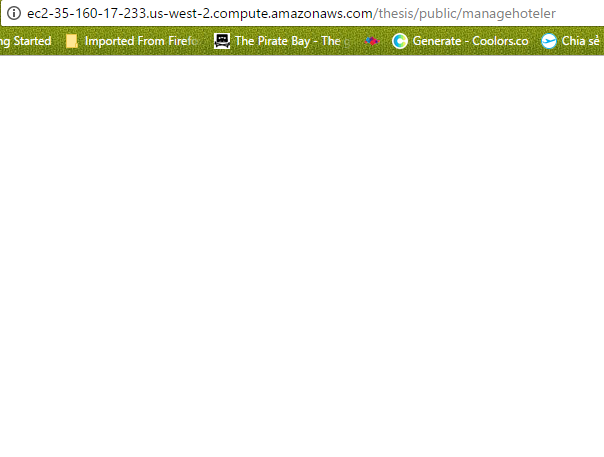 ec2-35-160-17-233.us-west-2.compute.amazonaws.com/thesis/public/managehoteler
ng Started Imported From Firefo The Pirate Bay - The g Generate - Coolors.co Chia sẻ